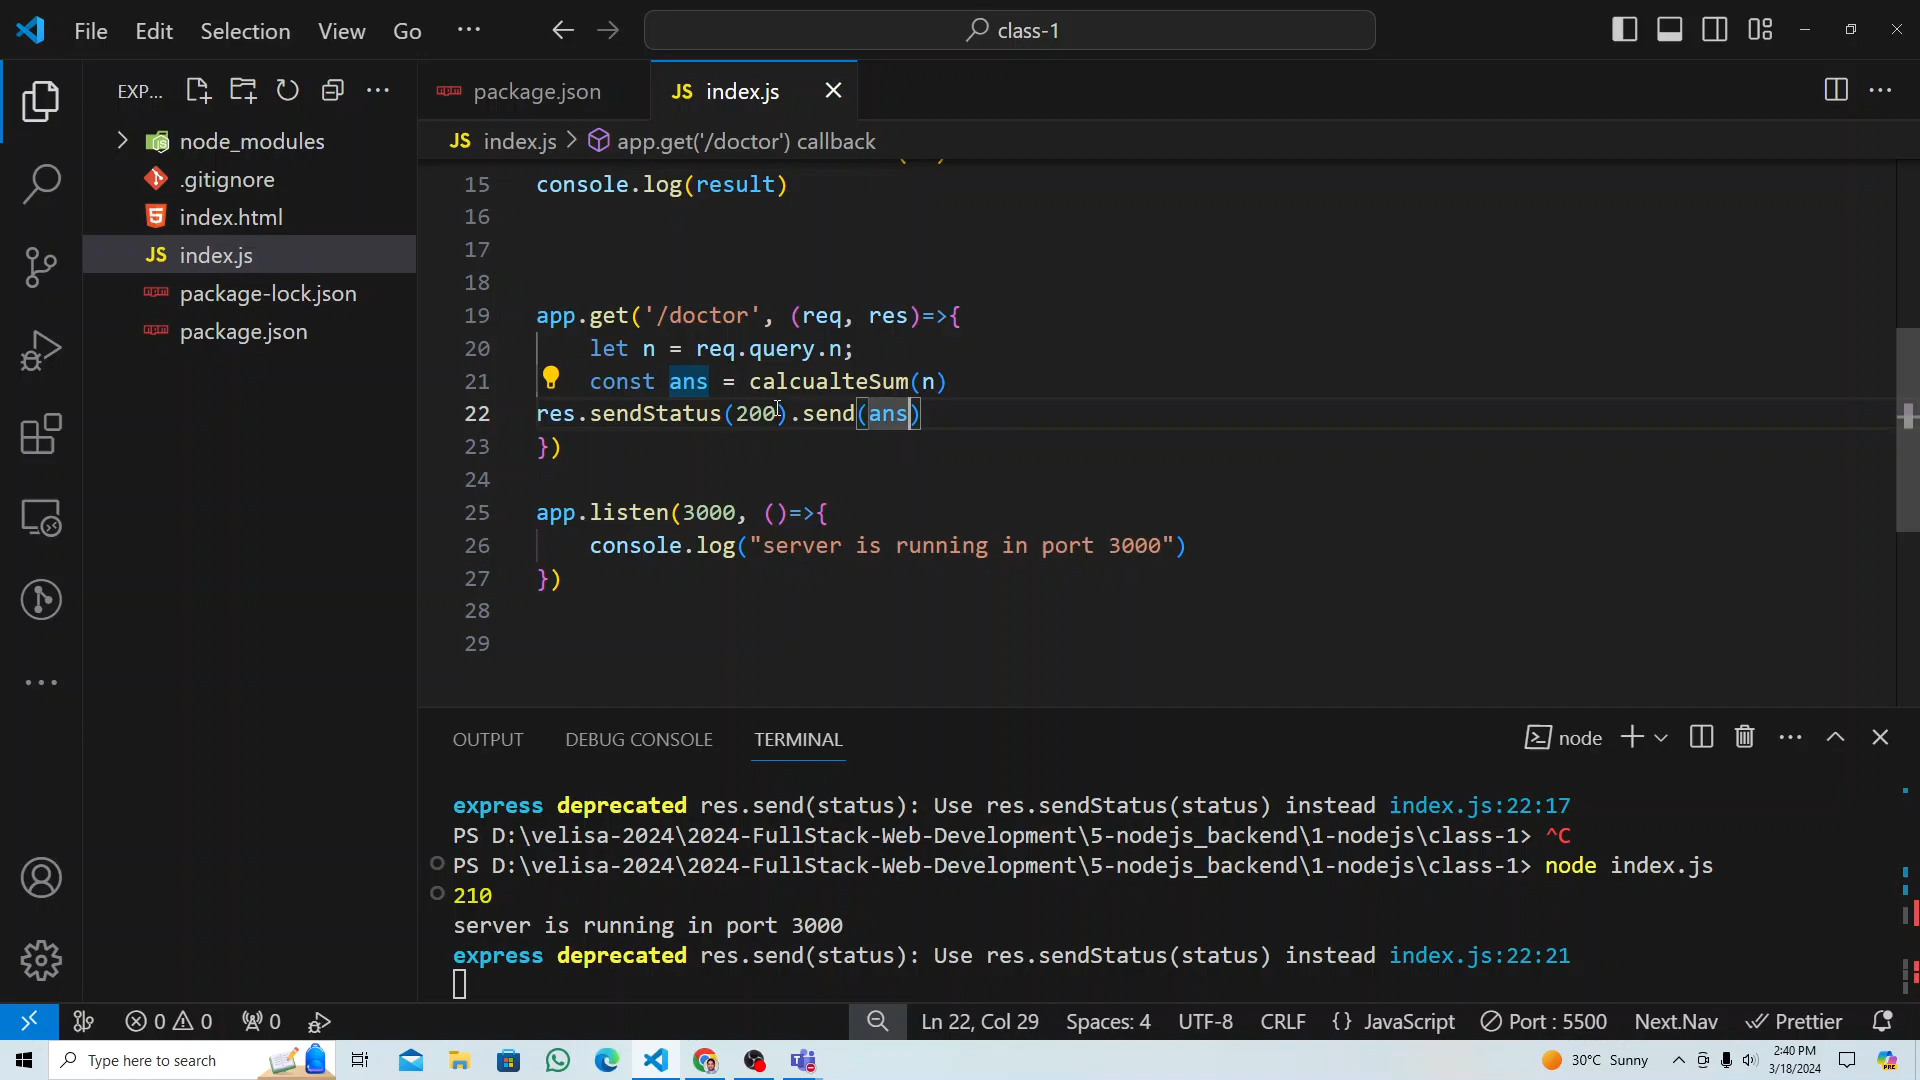 File Edit Selection View Go ··· class-1
EXP...
package.json
JS index.js
node_modules
.gitignore
index.html
JS index.js
package-lock.json
package.json
JS index.js > app.get('/doctor') callback
15 console.log(result)
16
17
18
19 app.get('/doctor', (req, res)=>{
20 let n = req.query.n;
21 const ans = calcualteSum(n)
22 res.sendStatus(200).send(ans)
23 })
24
25 app.listen(3000, ()=>{
26 console.log("server is running in port 3000")
27 })
28
29
OUTPUT DEBUG CONSOLE TERMINAL node
express deprecated res.send(status): Use res.sendStatus(status) instead index.js:22:17
PS D:\velisa-2024\2024-FullStack-Web-Development\5-nodejs_backend\1-nodejs\class-1> ^C
PS D:\velisa-2024\2024-FullStack-Web-Development\5-nodejs_backend\1-nodejs\class-1> node index.js
210
server is running in port 3000
express deprecated res.send(status): Use res.sendStatus(status) instead index.js:22:21
0 0 0 Ln 22, Col 29 Spaces: 4 UTF-8 CRLF {} JavaScript Port : 5500 Next.Nav Prettier
Type here to search 30°C Sunny 2:40 PM
3/18/2024